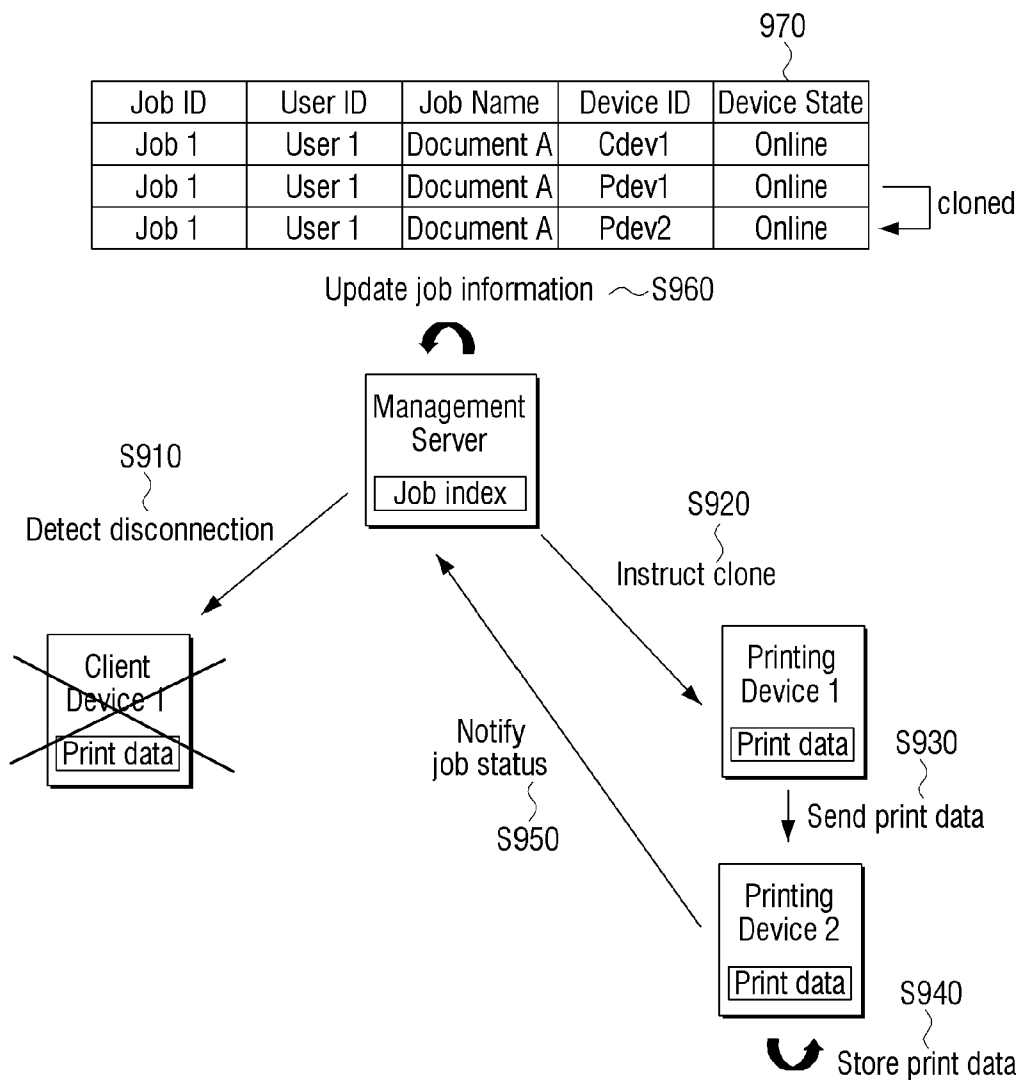 970
Job ID User ID Job Name Device ID Device State
Job 1 User 1 Document A Cdev1 Online
Job 1 User 1 Document A Pdev1 Online
Job 1 User 1 Document A Pdev2 Online
cloned
Update job information S960
Management
Server
Job index
S910
Detect disconnection
S920
Instruct clone
Client
Device 1
Print data
Printing
Device 1
Print data
Notify
job status
S950
S930
Send print data
Printing
Device 2
Print data
S940
Store print data